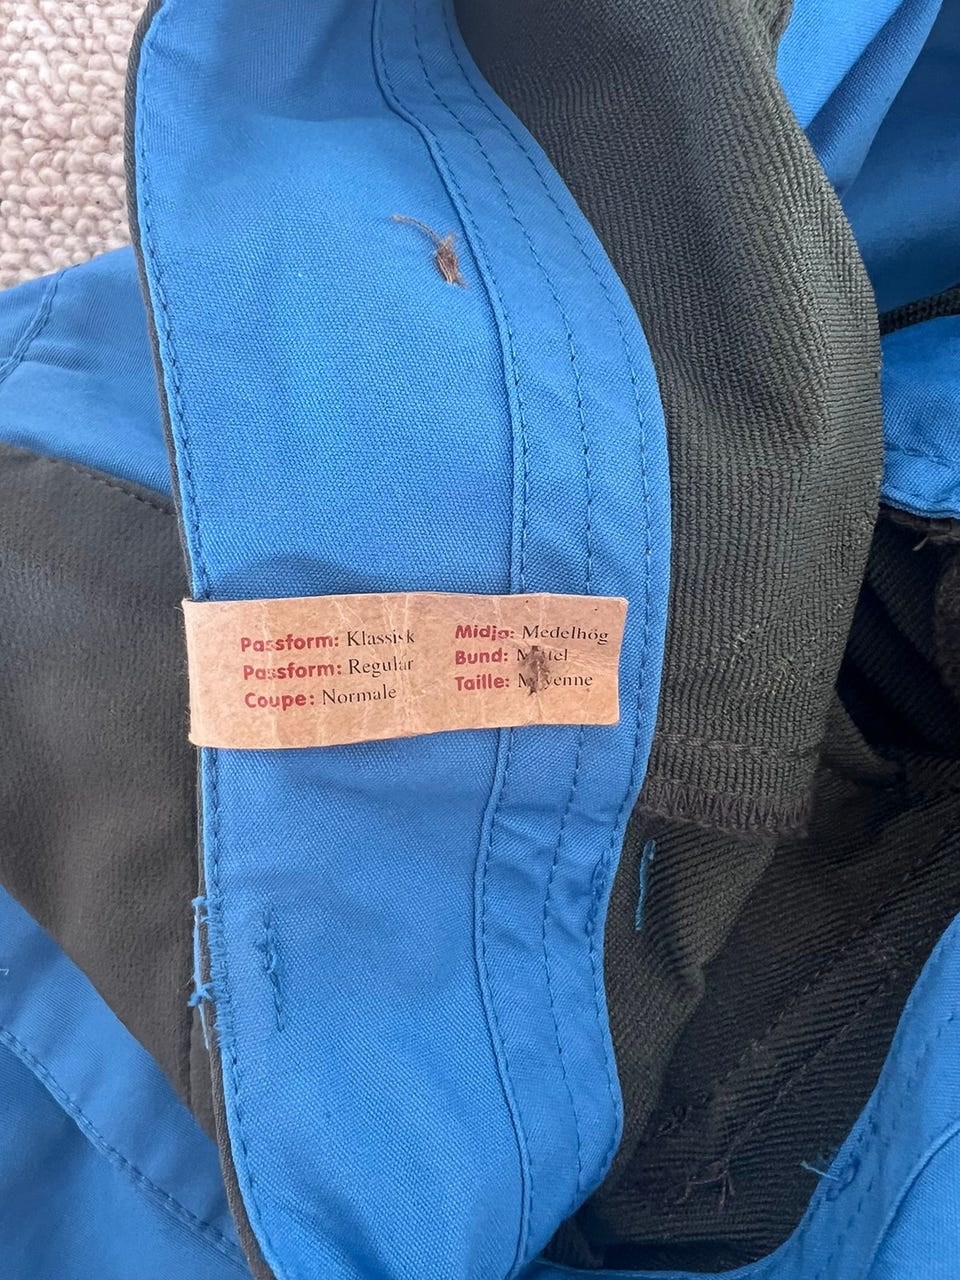 Passform: Klassisk
Passform: Regular
Coupe: Normale
Midja: Medelhög
Bund: Mittel
Taille: Moyenne